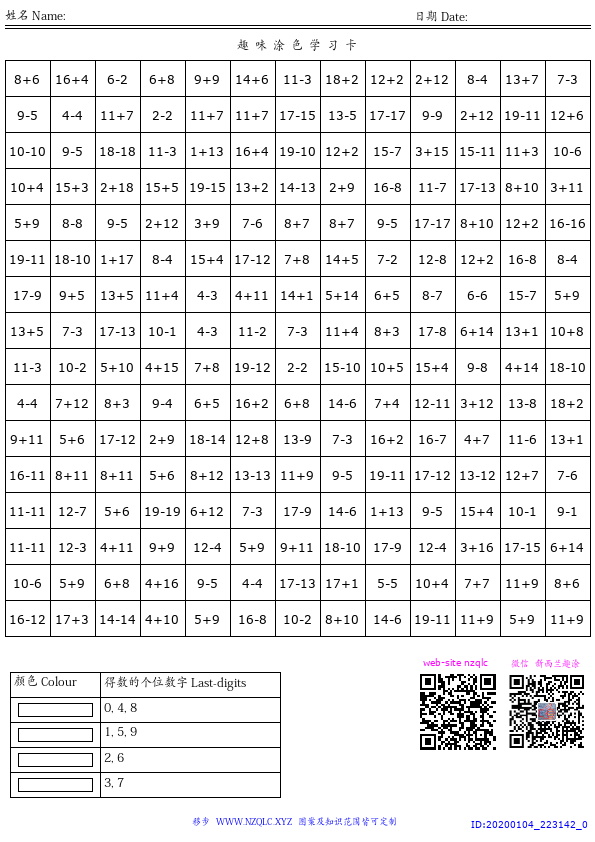 姓名 Name: 日期 Date:
趣 味 涂 色 学 习 卡
8+6 16+4 6-2 6+8 9+9 14+6 11-3 18+2 12+2 2+12 8-4 13+7 7-3
9-5 4-4 11+7 2-2 11+7 11+7 17-15 13-5 17-17 9-9 2+12 19-11 12+6
10-10 9-5 18-18 11-3 1+13 16+4 19-10 12+2 15-7 3+15 15-11 11+3 10-6
10+4 15+3 2+18 15+5 19-15 13+2 14-13 2+9 16-8 11-7 17-13 8+10 3+11
5+9 8-8 9-5 2+12 3+9 7-6 8+7 8+7 9-5 17-17 8+10 12+2 16-16
19-11 18-10 1+17 8-4 15+4 17-12 7+8 14+5 7-2 12-8 12+2 16-8 8-4
17-9 9+5 13+5 11+4 4-3 4+11 14+1 5+14 6+5 8-7 6-6 15-7 5+9
13+5 7-3 17-13 10-1 4-3 11-2 7-3 11+4 8+3 17-8 6+14 13+1 10+8
11-3 10-2 5+10 4+15 7+8 19-12 2-2 15-10 10+5 15+4 9-8 4+14 18-10
4-4 7+12 8+3 9-4 6+5 16+2 6+8 14-6 7+4 12-11 3+12 13-8 18+2
9+11 5+6 17-12 2+9 18-14 12+8 13-9 7-3 16+2 16-7 4+7 11-6 13+1
16-11 8+11 8+11 5+6 8+12 13-13 11+9 9-5 19-11 17-12 13-12 12+7 7-6
11-11 12-7 5+6 19-19 6+12 7-3 17-9 14-6 1+13 9-5 15+4 10-1 9-1
11-11 12-3 4+11 9+9 12-4 5+9 9+11 18-10 17-9 12-4 3+16 17-15 6+14
10-6 5+9 6+8 4+16 9-5 4-4 17-13 17+1 5-5 10+4 7+7 11+9 8+6
16-12 17+3 14-14 4+10 5+9 16-8 10-2 8+10 14-6 19-11 11+9 5+9 11+9
web-site nzqlc 微信 新西兰趣涂
颜色 Colour 得数的个位数字 Last-digits
0, 4, 8
1, 5, 9
2, 6
3, 7
移步 WWW.NZQLC.XYZ 图案及知识范围皆可定制
ID:20200104_223142_0